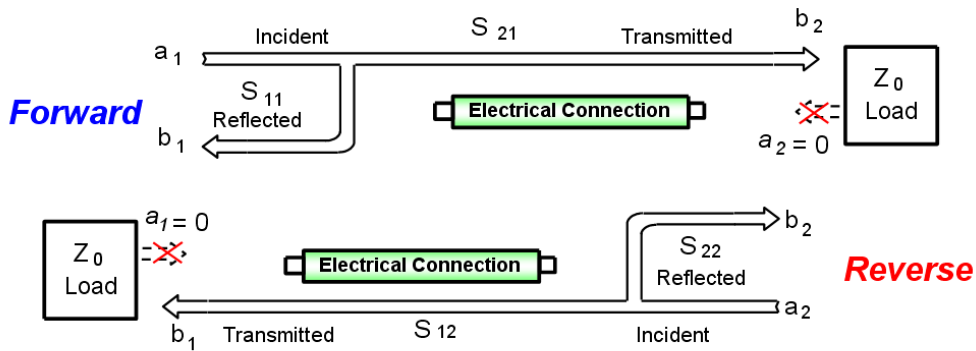 a₁ Incident S₂₁ Transmitted b₂
Forward
S₁₁
Reflected
b₁
Electrical Connection
a₂ = 0
Z₀
Load
Z₀
Load
a₁ = 0
Electrical Connection
b₂
S₂₂
Reflected
Reverse
b₁ Transmitted S₁₂ Incident a₂